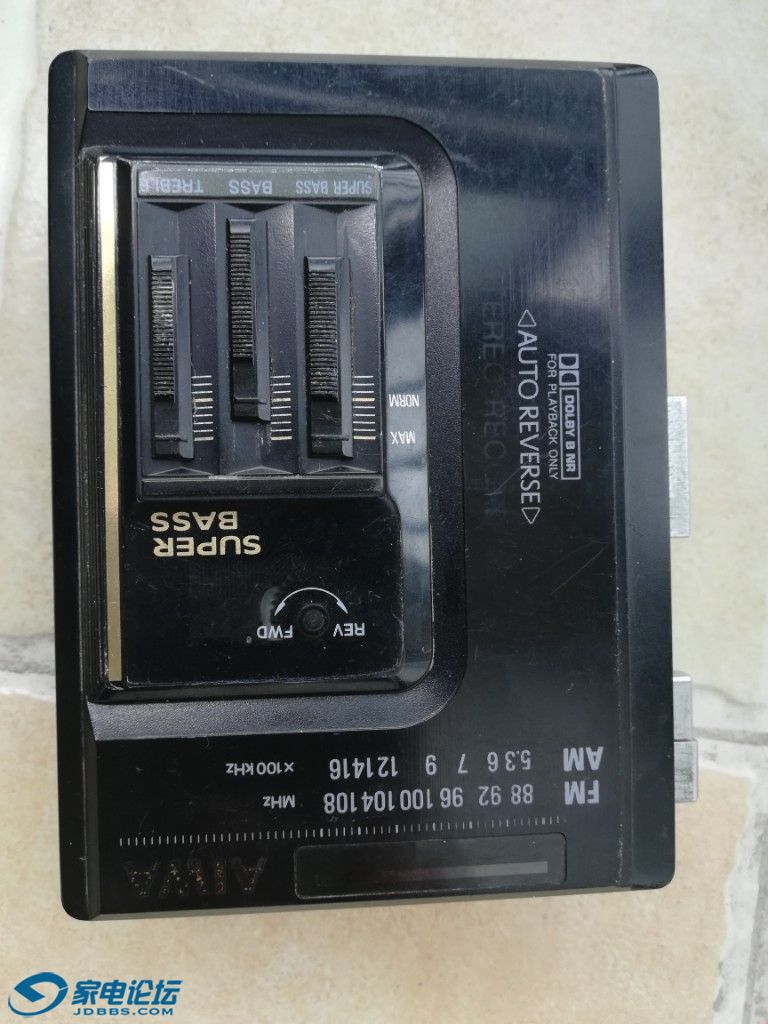 AIWA
FM 88 92 96 100 104 108 MHz
AM 5.3 6 7 9 12 14 16 ×100kHz
REV FWD
SUPER
BASS
MAX
NORM
SUPER BASS BASS TREBLE
DOLBY B NR
FOR PLAYBACK ONLY
◁AUTO REVERSE▷
家电论坛
JDBBS.COM